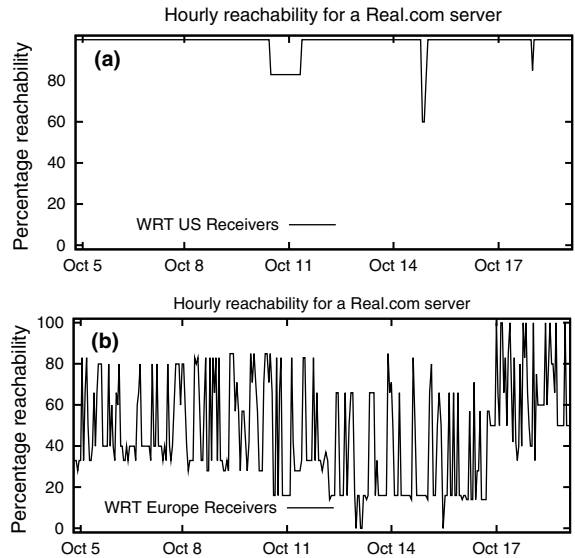 Hourly reachability for a Real.com server
(a)
Percentage reachability
80
60
40
20
0
WRT US Receivers
Oct 5 Oct 8 Oct 11 Oct 14 Oct 17
Hourly reachability for a Real.com server
(b)
Percentage reachability
100
80
60
40
20
0
WRT Europe Receivers
Oct 5 Oct 8 Oct 11 Oct 14 Oct 17